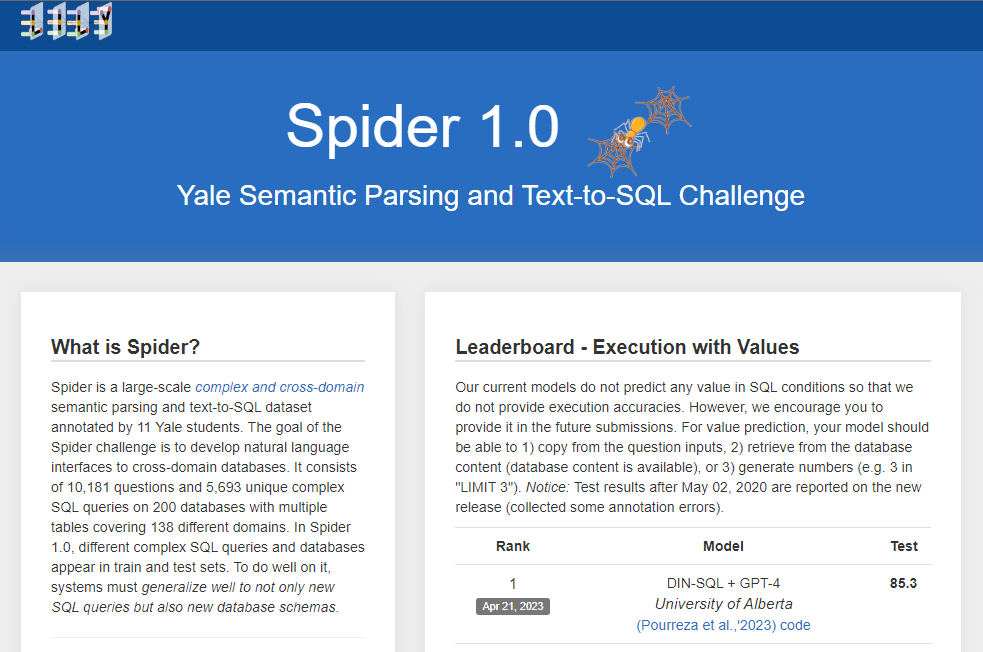 LILY
Spider 1.0
Yale Semantic Parsing and Text-to-SQL Challenge
What is Spider?
Spider is a large-scale complex and cross-domain
semantic parsing and text-to-SQL dataset
annotated by 11 Yale students. The goal of the
Spider challenge is to develop natural language
interfaces to cross-domain databases. It consists
of 10,181 questions and 5,693 unique complex
SQL queries on 200 databases with multiple
tables covering 138 different domains. In Spider
1.0, different complex SQL queries and databases
appear in train and test sets. To do well on it,
systems must generalize well to not only new
SQL queries but also new database schemas.
Leaderboard - Execution with Values
Our current models do not predict any value in SQL conditions so that we
do not provide execution accuracies. However, we encourage you to
provide it in the future submissions. For value prediction, your model should
be able to 1) copy from the question inputs, 2) retrieve from the database
content (database content is available), or 3) generate numbers (e.g. 3 in
"LIMIT 3"). Notice: Test results after May 02, 2020 are reported on the new
release (collected some annotation errors).
Rank Model Test
1 DIN-SQL + GPT-4 85.3
Apr 21, 2023 University of Alberta
(Pourreza et al.,'2023) code